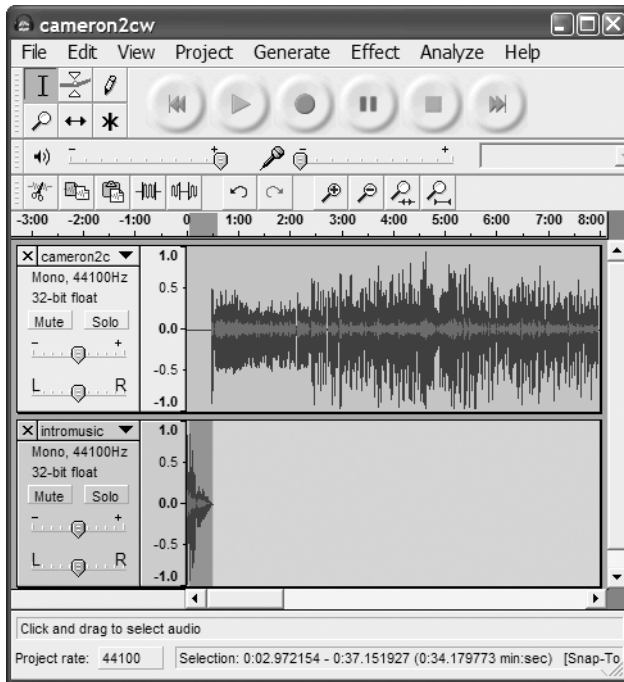 cameron2cw
File Edit View Project Generate Effect Analyze Help
- + - +
-3:00 -2:00 -1:00 0 1:00 2:00 3:00 4:00 5:00 6:00 7:00 8:00
cameron2c
Mono, 44100Hz
32-bit float
Mute Solo
- +
L R
1.0
0.5
0.0
-0.5
-1.0
intromusic
Mono, 44100Hz
32-bit float
Mute Solo
- +
L R
1.0
0.5
0.0
-0.5
-1.0
Click and drag to select audio
Project rate: 44100 Selection: 0:02.972154 - 0:37.151927 (0:34.179773 min:sec) [Snap-To